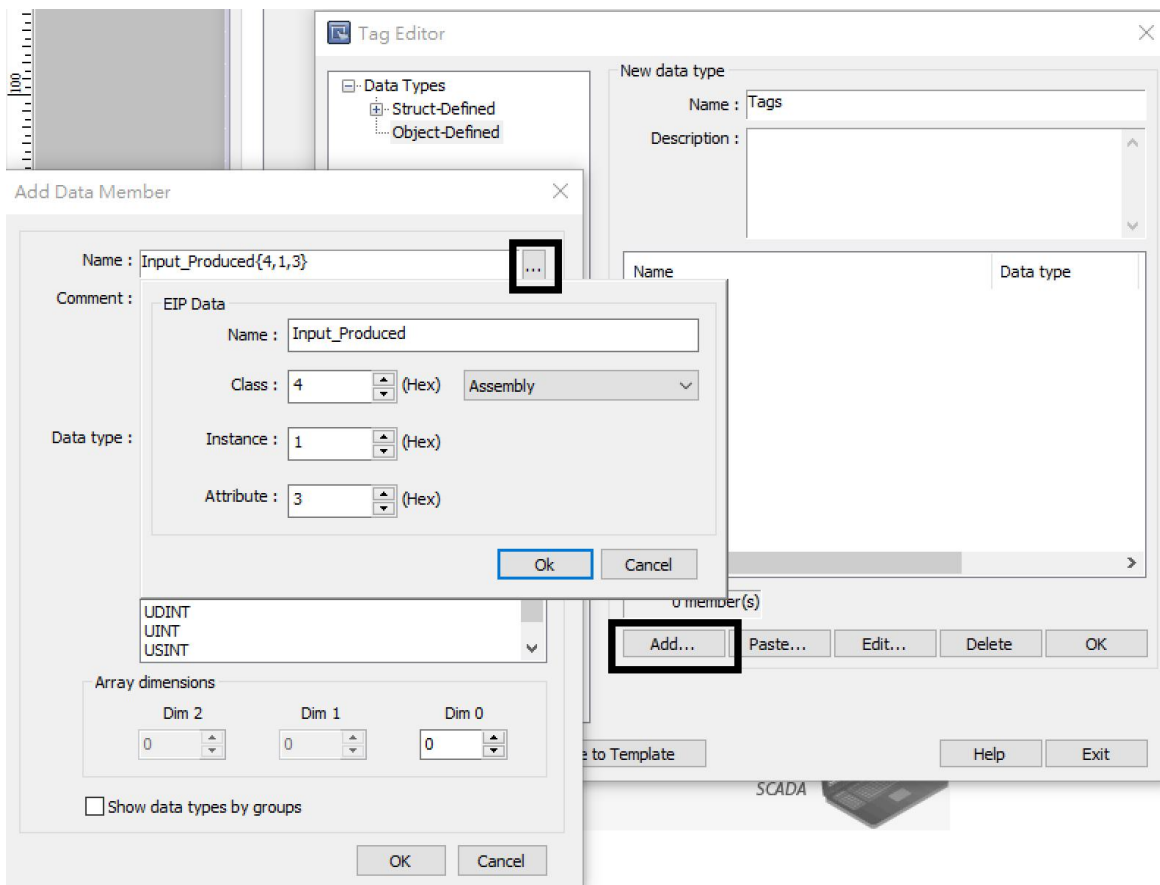 100
Tag Editor
Data Types
Struct-Defined
Object-Defined
New data type
Name : Tags
Description :
Name Data type
0 member(s)
Add... Paste... Edit... Delete OK
e to Template Help Exit
SCADA
Add Data Member
Name : Input_Produced{4,1,3} ...
Comment :
Data type :
EIP Data
Name : Input_Produced
Class : 4 (Hex) Assembly
Instance : 1 (Hex)
Attribute : 3 (Hex)
Ok Cancel
UDINT
UINT
USINT
Array dimensions
Dim 2 Dim 1 Dim 0
0 0 0
Show data types by groups
OK Cancel